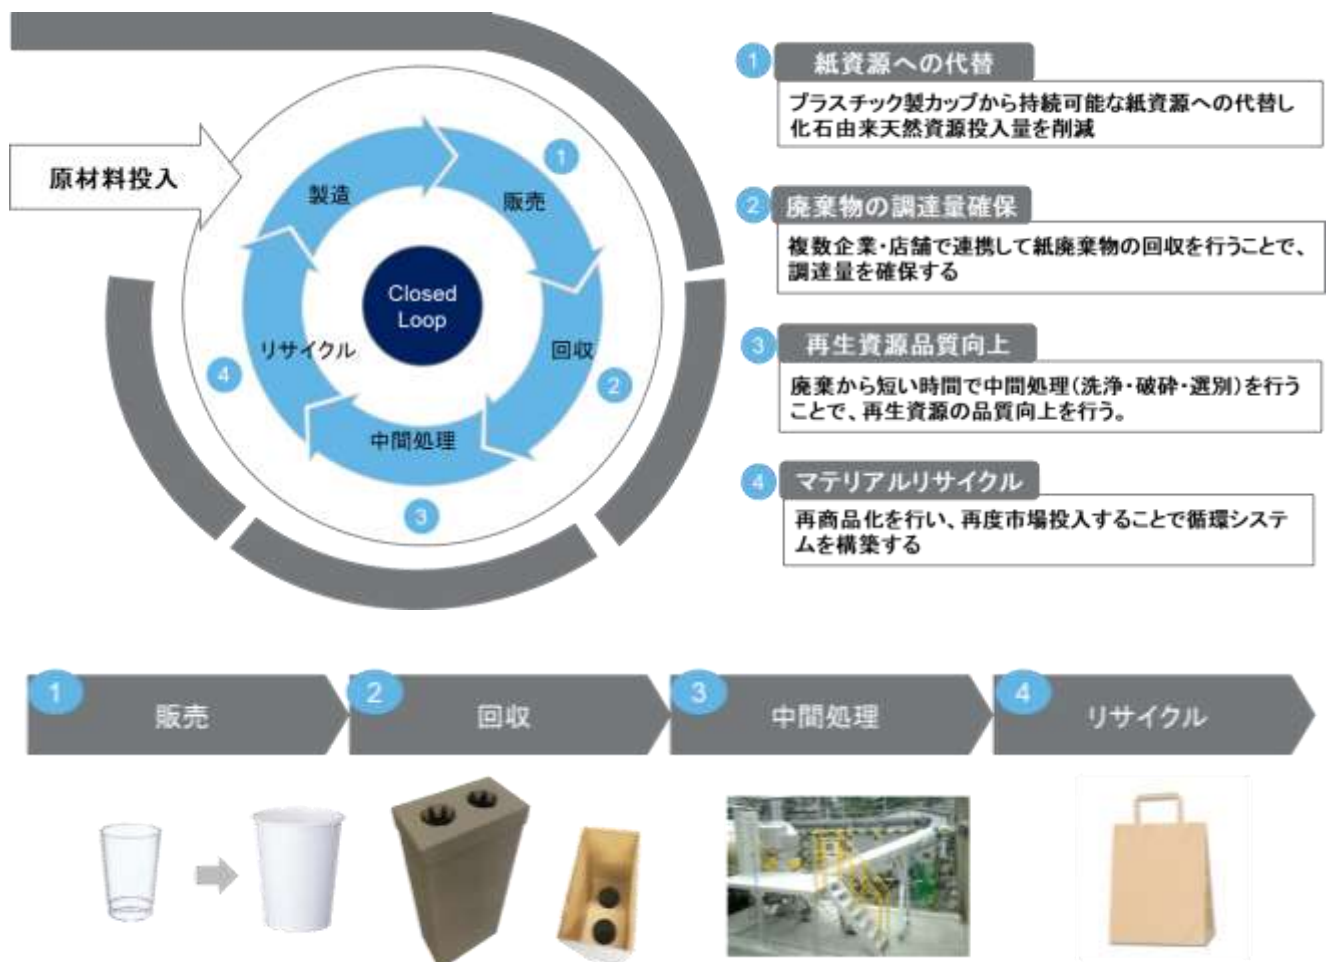 原材料投入
製造
販売
回収
中間処理
リサイクル
Closed
Loop
1
2
3
4
1
紙資源への代替
プラスチック製カップから持続可能な紙資源への代替し
化石由来天然資源投入量を削減
2
廃棄物の調達量確保
複数企業・店舗で連携して紙廃棄物の回収を行うことで、
調達量を確保する
3
再生資源品質向上
廃棄から短い時間で中間処理(洗浄・破砕・選別)を行う
ことで、再生資源の品質向上を行う。
4
マテリアルリサイクル
再商品化を行い、再度市場投入することで循環システ
ムを構築する
1
販売
2
回収
3
中間処理
4
リサイクル